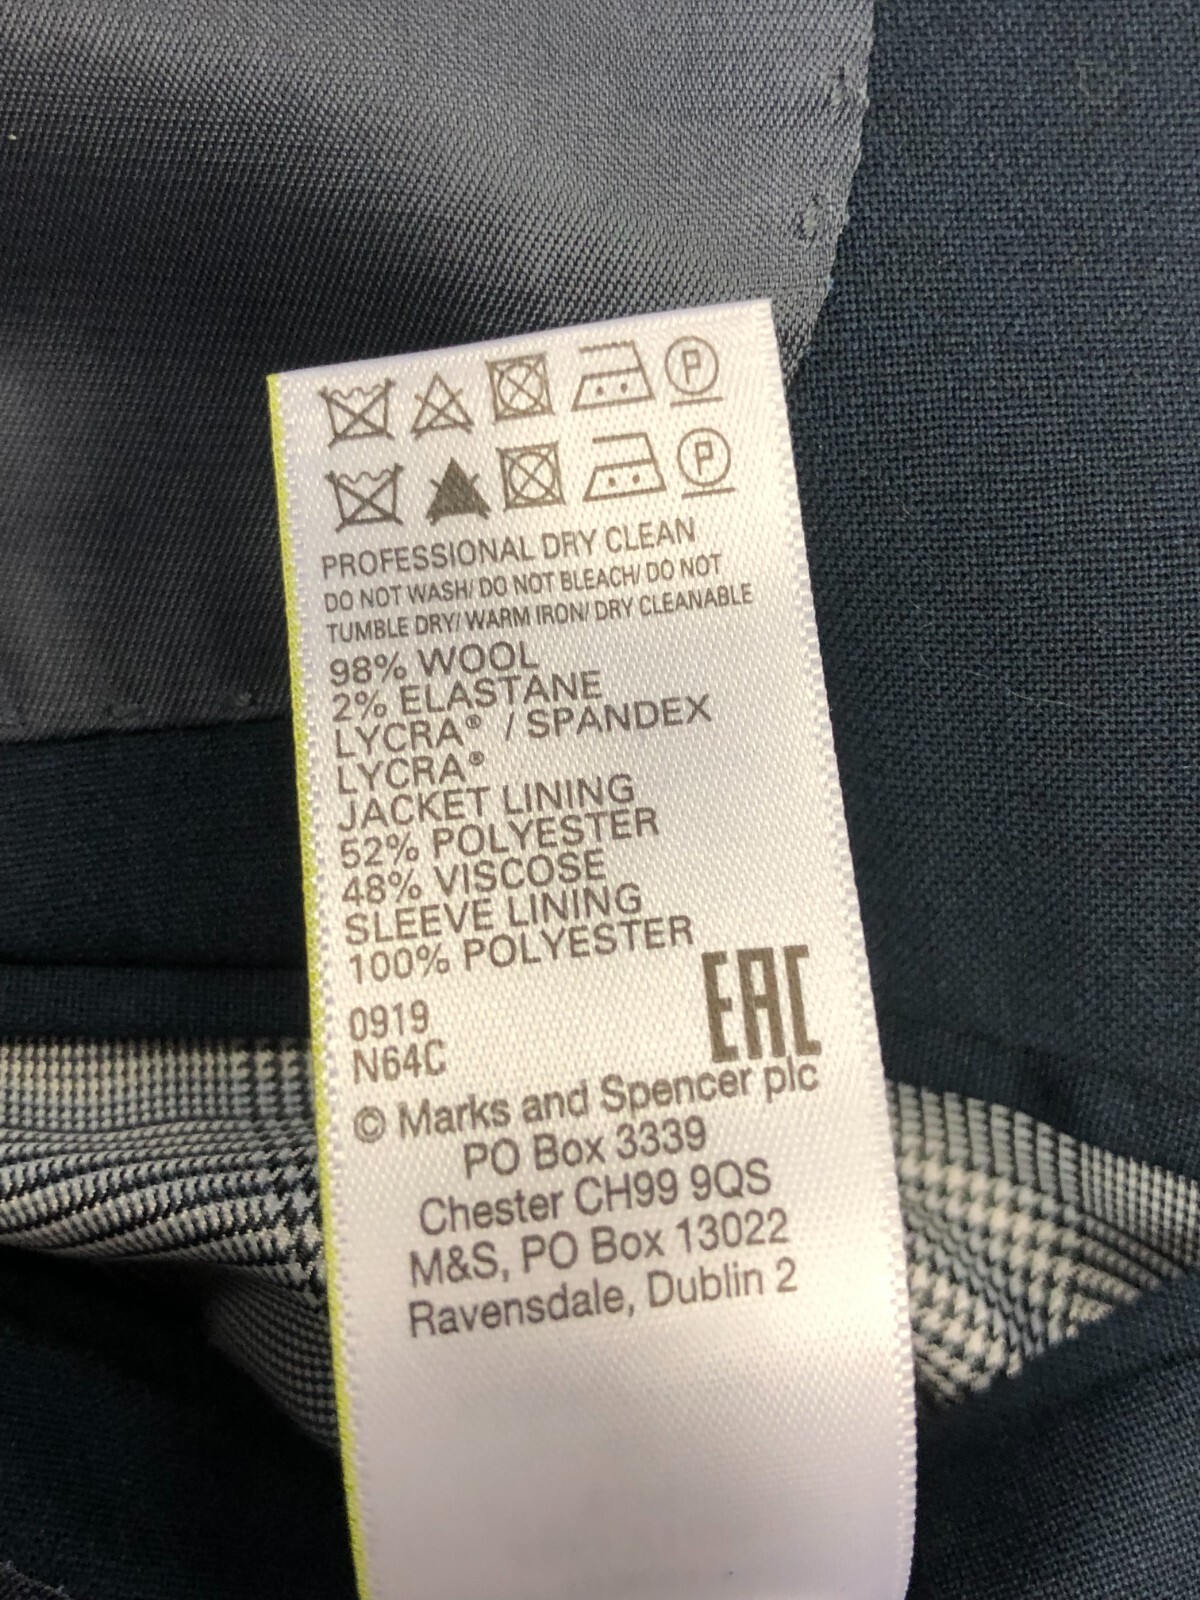 P
P
PROFESSIONAL DRY CLEAN
DO NOT WASH/ DO NOT BLEACH/ DO NOT
TUMBLE DRY/ WARM IRON/ DRY CLEANABLE
98% WOOL
2% ELASTANE
LYCRA® / SPANDEX
LYCRA®
JACKET LINING
52% POLYESTER
48% VISCOSE
SLEEVE LINING
100% POLYESTER
0919
N64C
EAC
© Marks and Spencer plc
PO Box 3339
Chester CH99 9QS
M&S, PO Box 13022
Ravensdale, Dublin 2